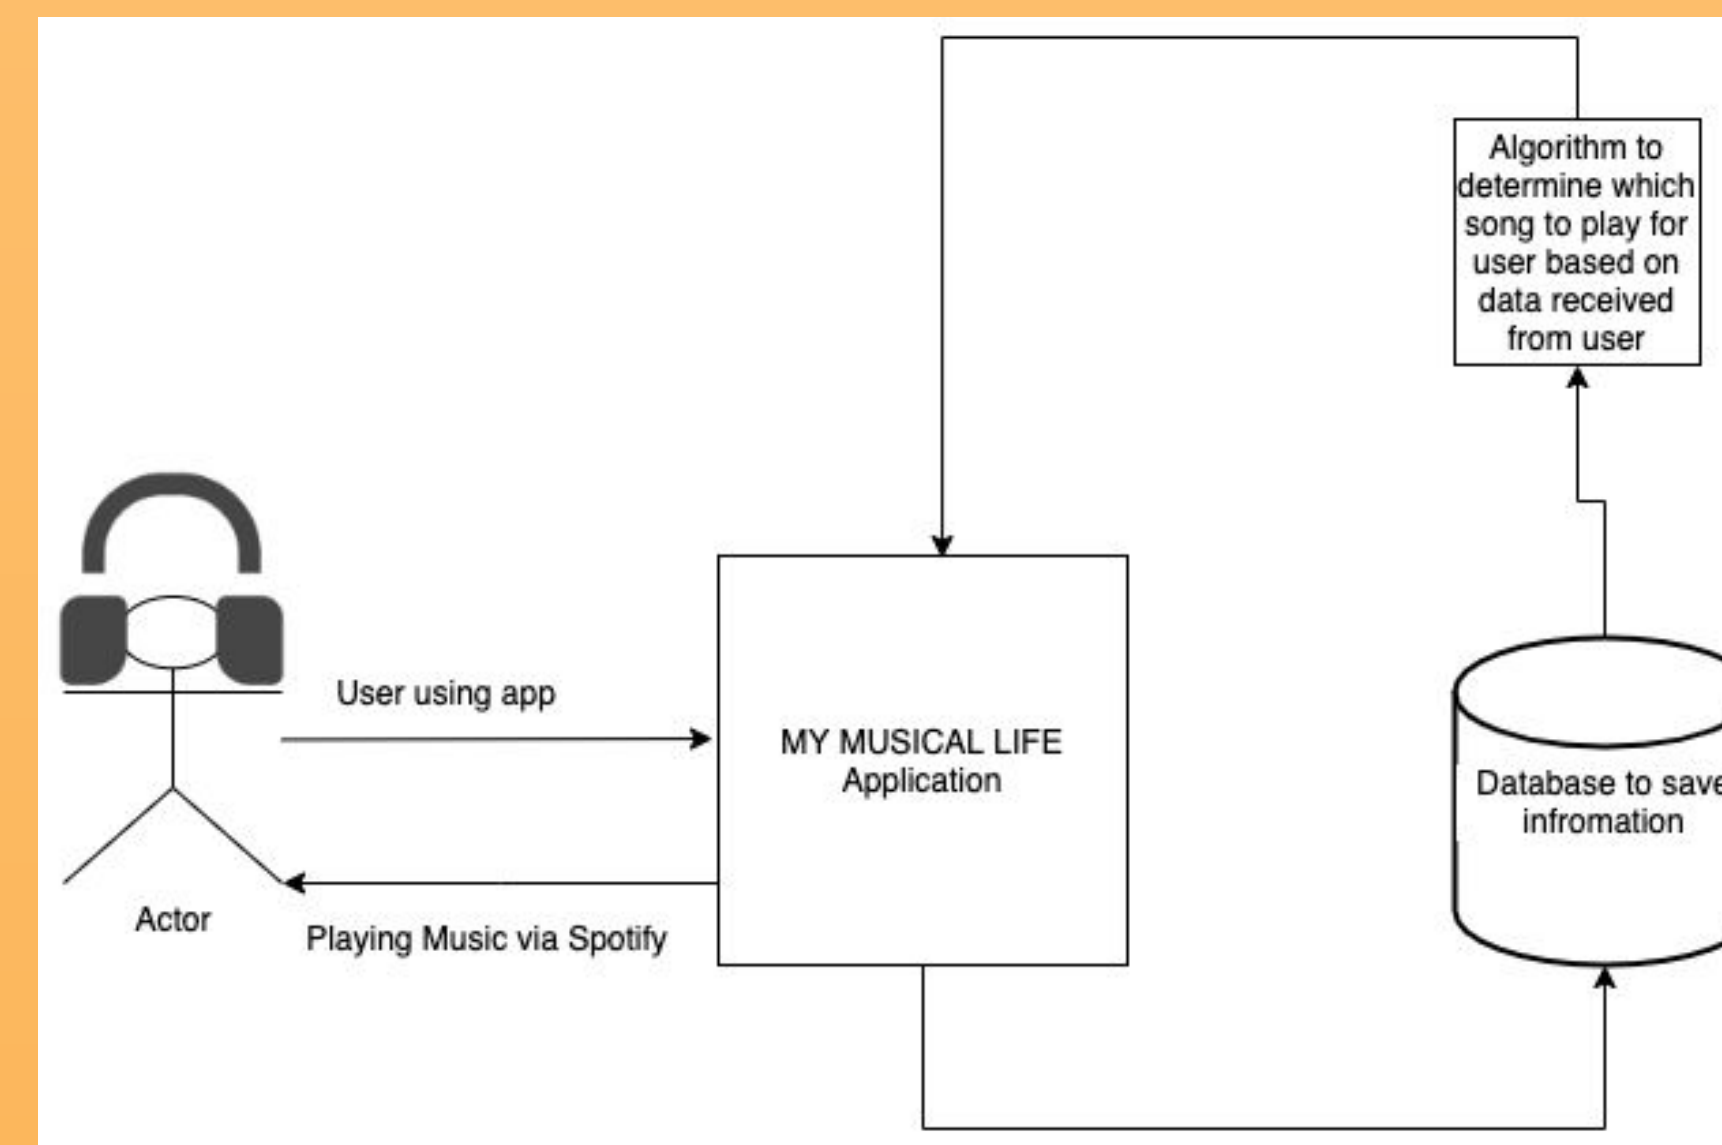 Algorithm to
determine which
song to play for
user based on
data received
from user
User using app
MY MUSICAL LIFE
Application
Database to save
infromation
Actor
Playing Music via Spotify